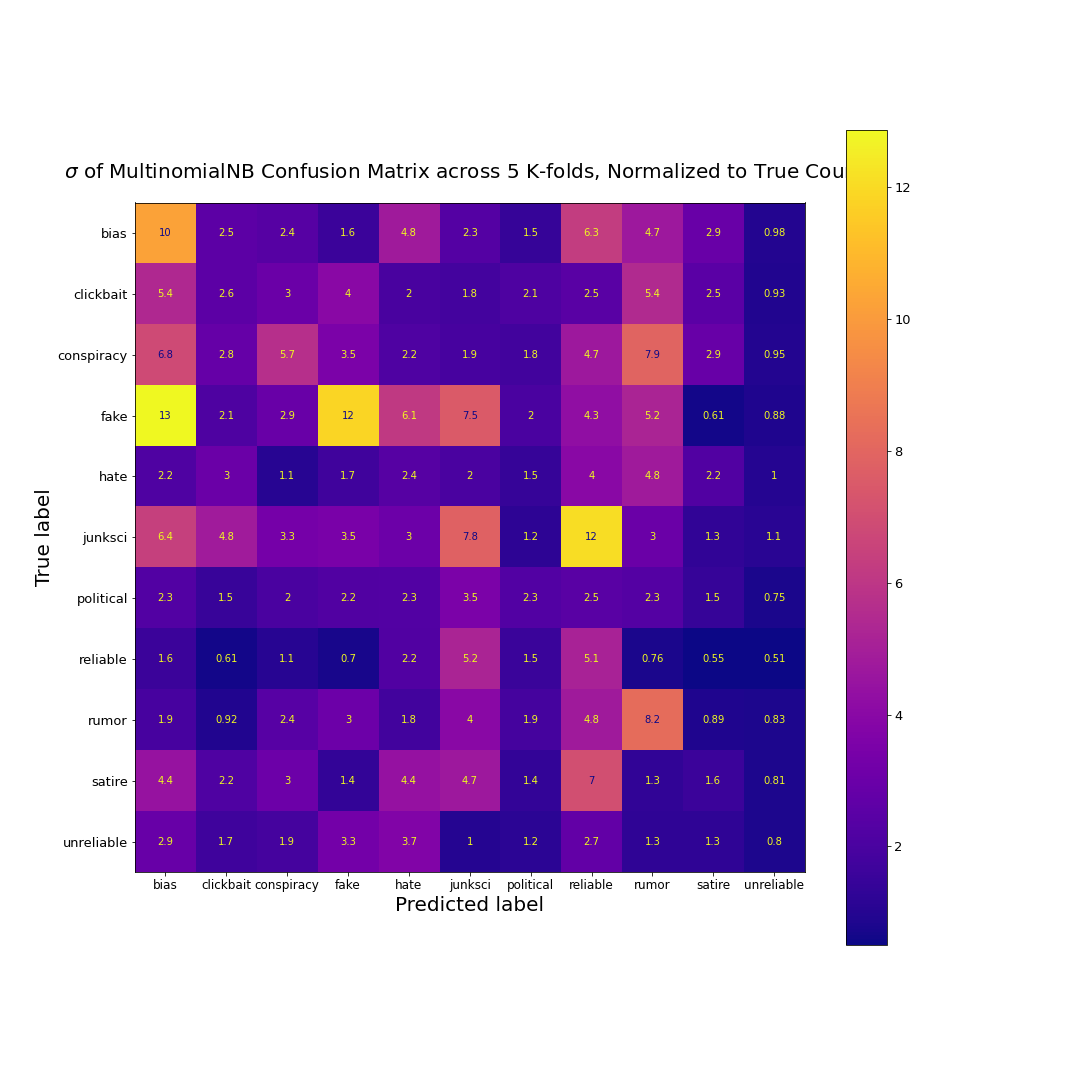 σ of MultinomialNB Confusion Matrix across 5 K-folds, Normalized to True Cou
bias 10 2.5 2.4 1.6 4.8 2.3 1.5 6.3 4.7 2.9 0.98
clickbait 5.4 2.6 3 4 2 1.8 2.1 2.5 5.4 2.5 0.93
conspiracy 6.8 2.8 5.7 3.5 2.2 1.9 1.8 4.7 7.9 2.9 0.95
fake 13 2.1 2.9 12 6.1 7.5 2 4.3 5.2 0.61 0.88
hate 2.2 3 1.1 1.7 2.4 2 1.5 4 4.8 2.2 1
junksci 6.4 4.8 3.3 3.5 3 7.8 1.2 12 3 1.3 1.1
political 2.3 1.5 2 2.2 2.3 3.5 2.3 2.5 2.3 1.5 0.75
reliable 1.6 0.61 1.1 0.7 2.2 5.2 1.5 5.1 0.76 0.55 0.51
rumor 1.9 0.92 2.4 3 1.8 4 1.9 4.8 8.2 0.89 0.83
satire 4.4 2.2 3 1.4 4.4 4.7 1.4 7 1.3 1.6 0.81
unreliable 2.9 1.7 1.9 3.3 3.7 1 1.2 2.7 1.3 1.3 0.8
bias clickbait conspiracy fake hate junksci political reliable rumor satire unreliable
Predicted label
True label
12
10
8
6
4
2